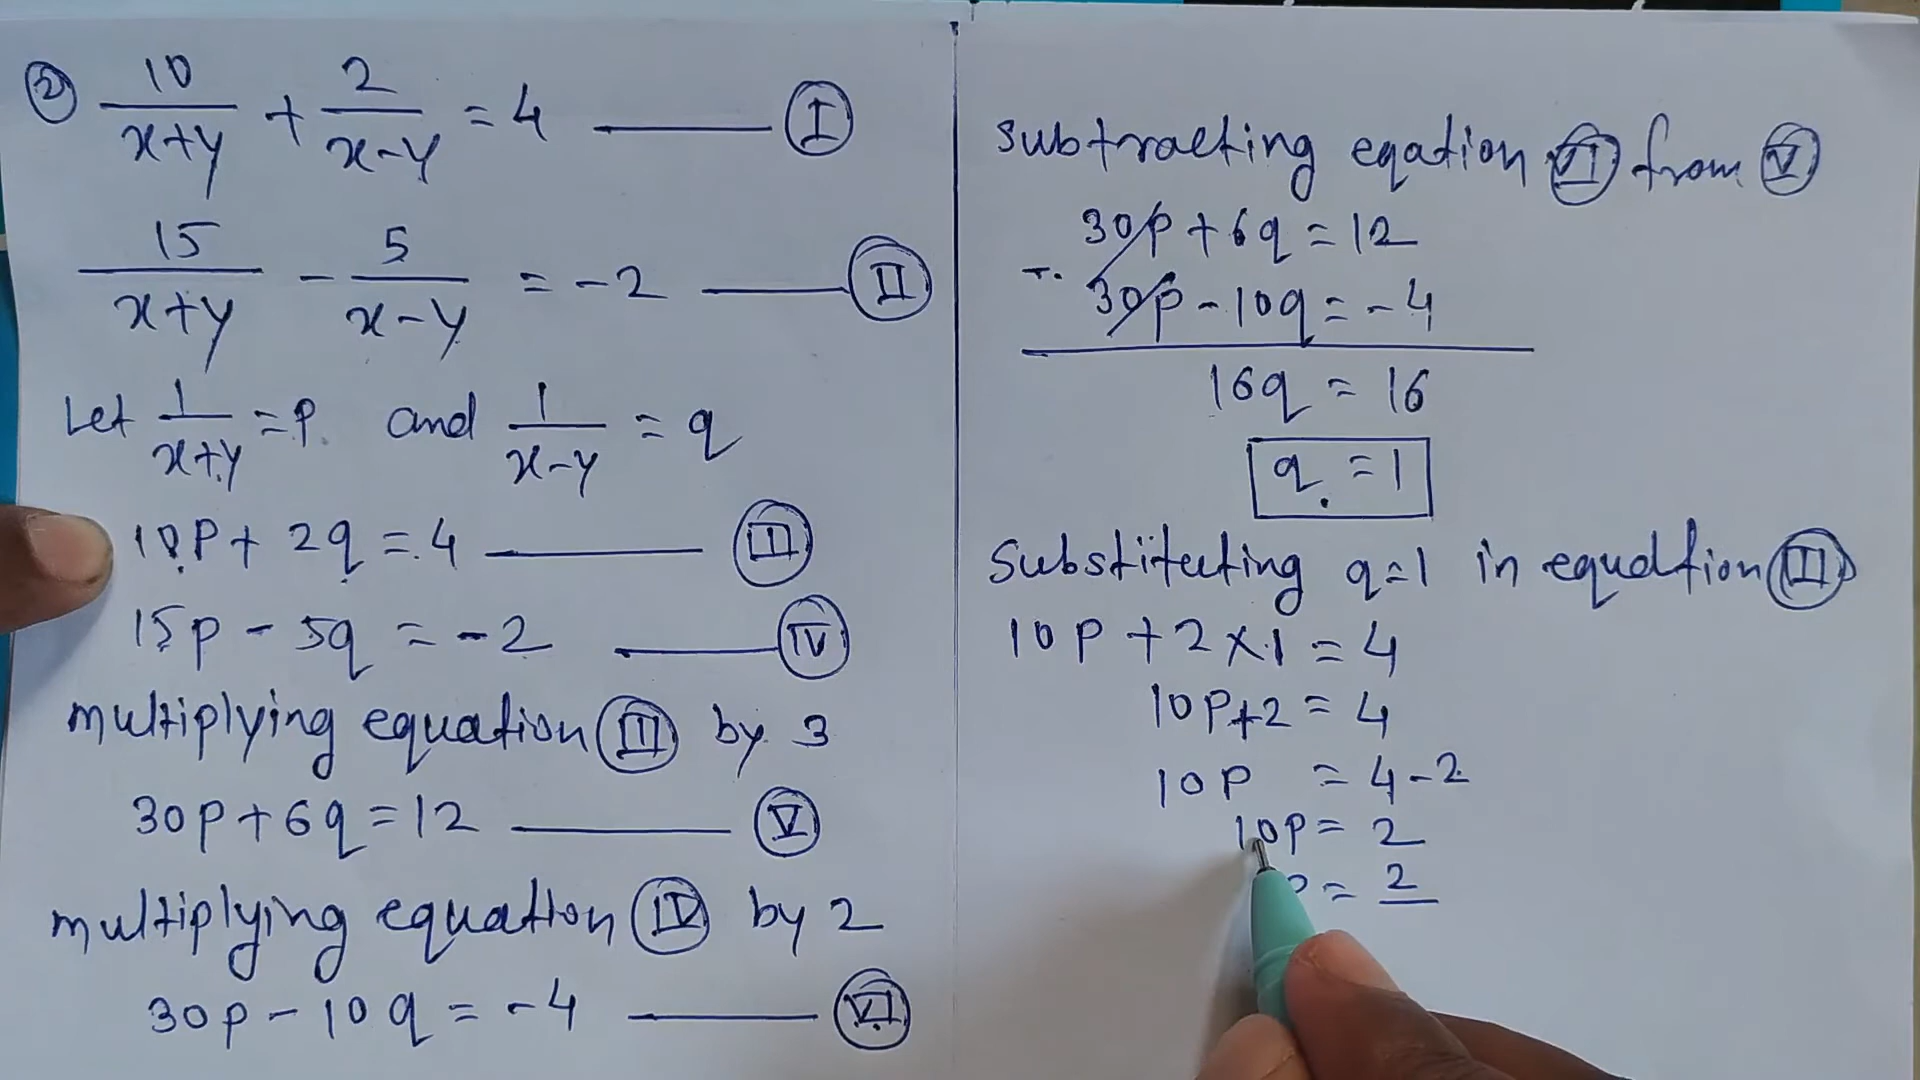 ② 10/(x+y) + 2/(x-y) = 4 —— Ⓘ
15/(x+y) - 5/(x-y) = -2 —— Ⅱ
Let 1/(x+y) = P. and 1/(x-y) = q
10P + 2q = 4 —— Ⅲ
15p - 5q = -2 —— Ⅳ
multiplying equation Ⅲ by 3
30p + 6q = 12 —— Ⅴ
multiplying equation Ⅳ by 2
30p - 10q = -4 —— Ⅵ
subtracting eqation Ⅵ from Ⅴ
30p + 6q = 12
- 30p - 10q = -4
16q = 16
q = 1
Substituting q=1 in equation Ⅲ
10P + 2×1 = 4
10P+2 = 4
10P = 4-2
10P = 2
P = 2/